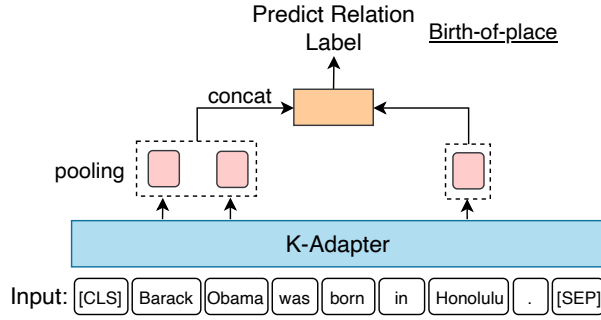 Predict Relation
Label
Birth-of-place
concat
pooling
K-Adapter
Input: [CLS] Barack Obama was born in Honolulu . [SEP]